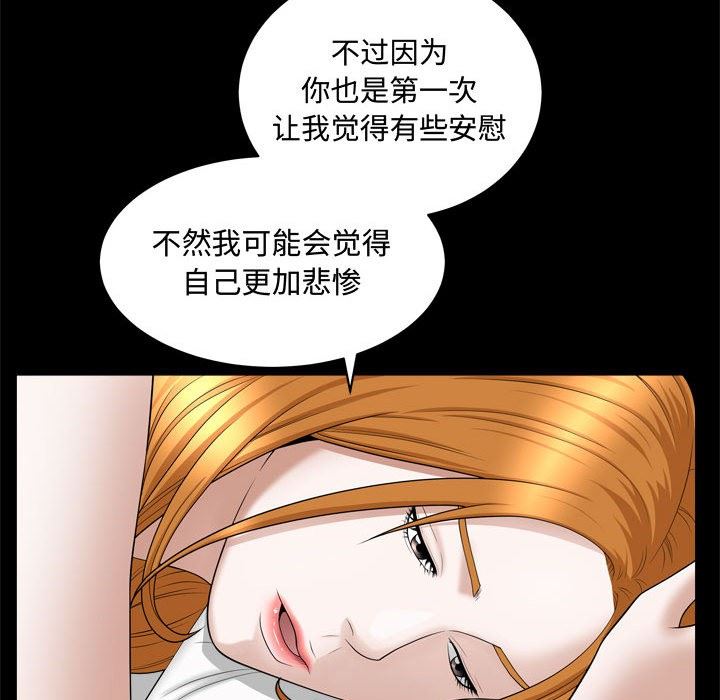 不过因为
你也是第一次
让我觉得有些安慰
不然我可能会觉得
自己更加悲惨